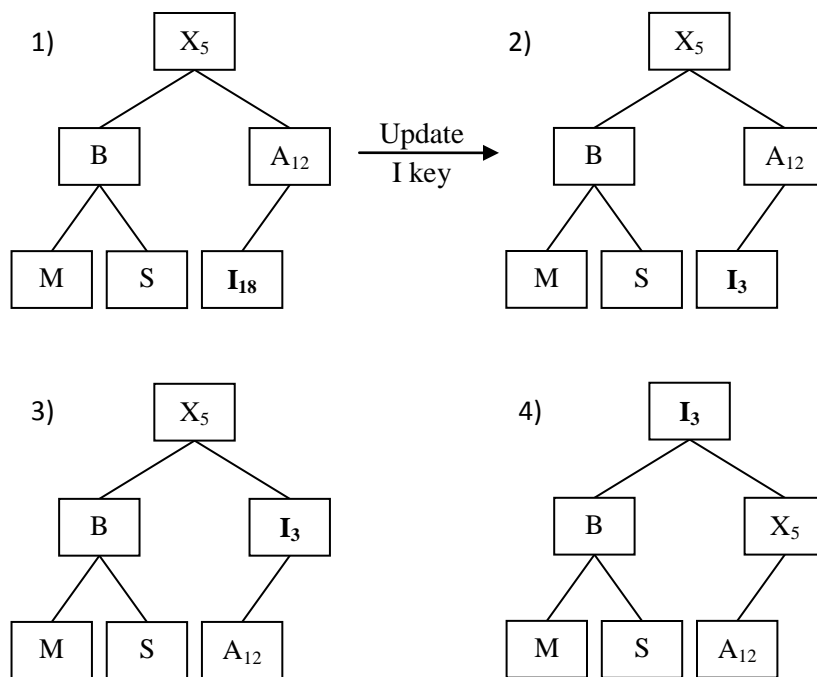 1) X₅ 2) X₅
B A₁₂ Update B A₁₂
I key
M S I₁₈ M S I₃
3) X₅ 4) I₃
B I₃ B X₅
M S A₁₂ M S A₁₂